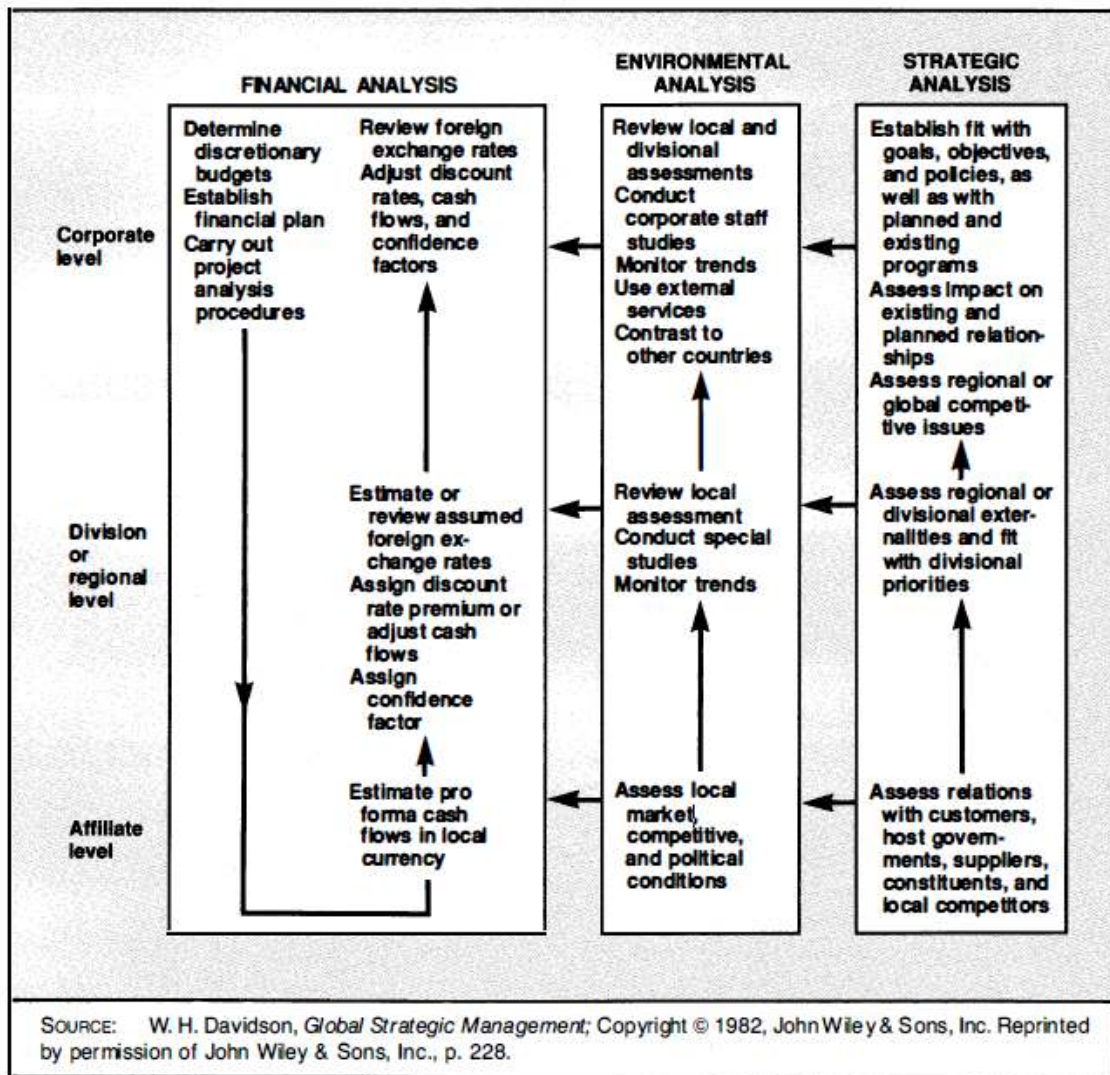 FINANCIAL ANALYSIS
ENVIRONMENTAL
ANALYSIS
STRATEGIC
ANALYSIS
Corporate
level
Determine
discretionary
budgets
Establish
financial plan
Carry out
project
analysis
procedures
Review foreign
exchange rates
Adjust discount
rates, cash
flows, and
confidence
factors
Review local and
divisional
assessments
Conduct
corporate staff
studies
Monitor trends
Use external
services
Contrast to
other countries
Establish fit with
goals, objectives,
and policies, as
well as with
planned and
existing
programs
Assess impact on
existing and
planned relation-
ships
Assess regional or
global competi-
tive issues
Division
or
regional
level
Estimate or
review assumed
foreign ex-
change rates
Assign discount
rate premium or
adjust cash
flows
Assign
confidence
factor
Review local
assessment
Conduct special
studies
Monitor trends
Assess regional or
divisional exter-
nalities and fit
with divisional
priorities
Affiliate
level
Estimate pro
forma cash
flows in local
currency
Assess local
market,
competitive,
and political
conditions
Assess relations
with customers,
host govern-
ments, suppliers,
constituents, and
local competitors
SOURCE: W. H. Davidson, Global Strategic Management; Copyright © 1982, John Wiley & Sons, Inc. Reprinted
by permission of John Wiley & Sons, Inc., p. 228.